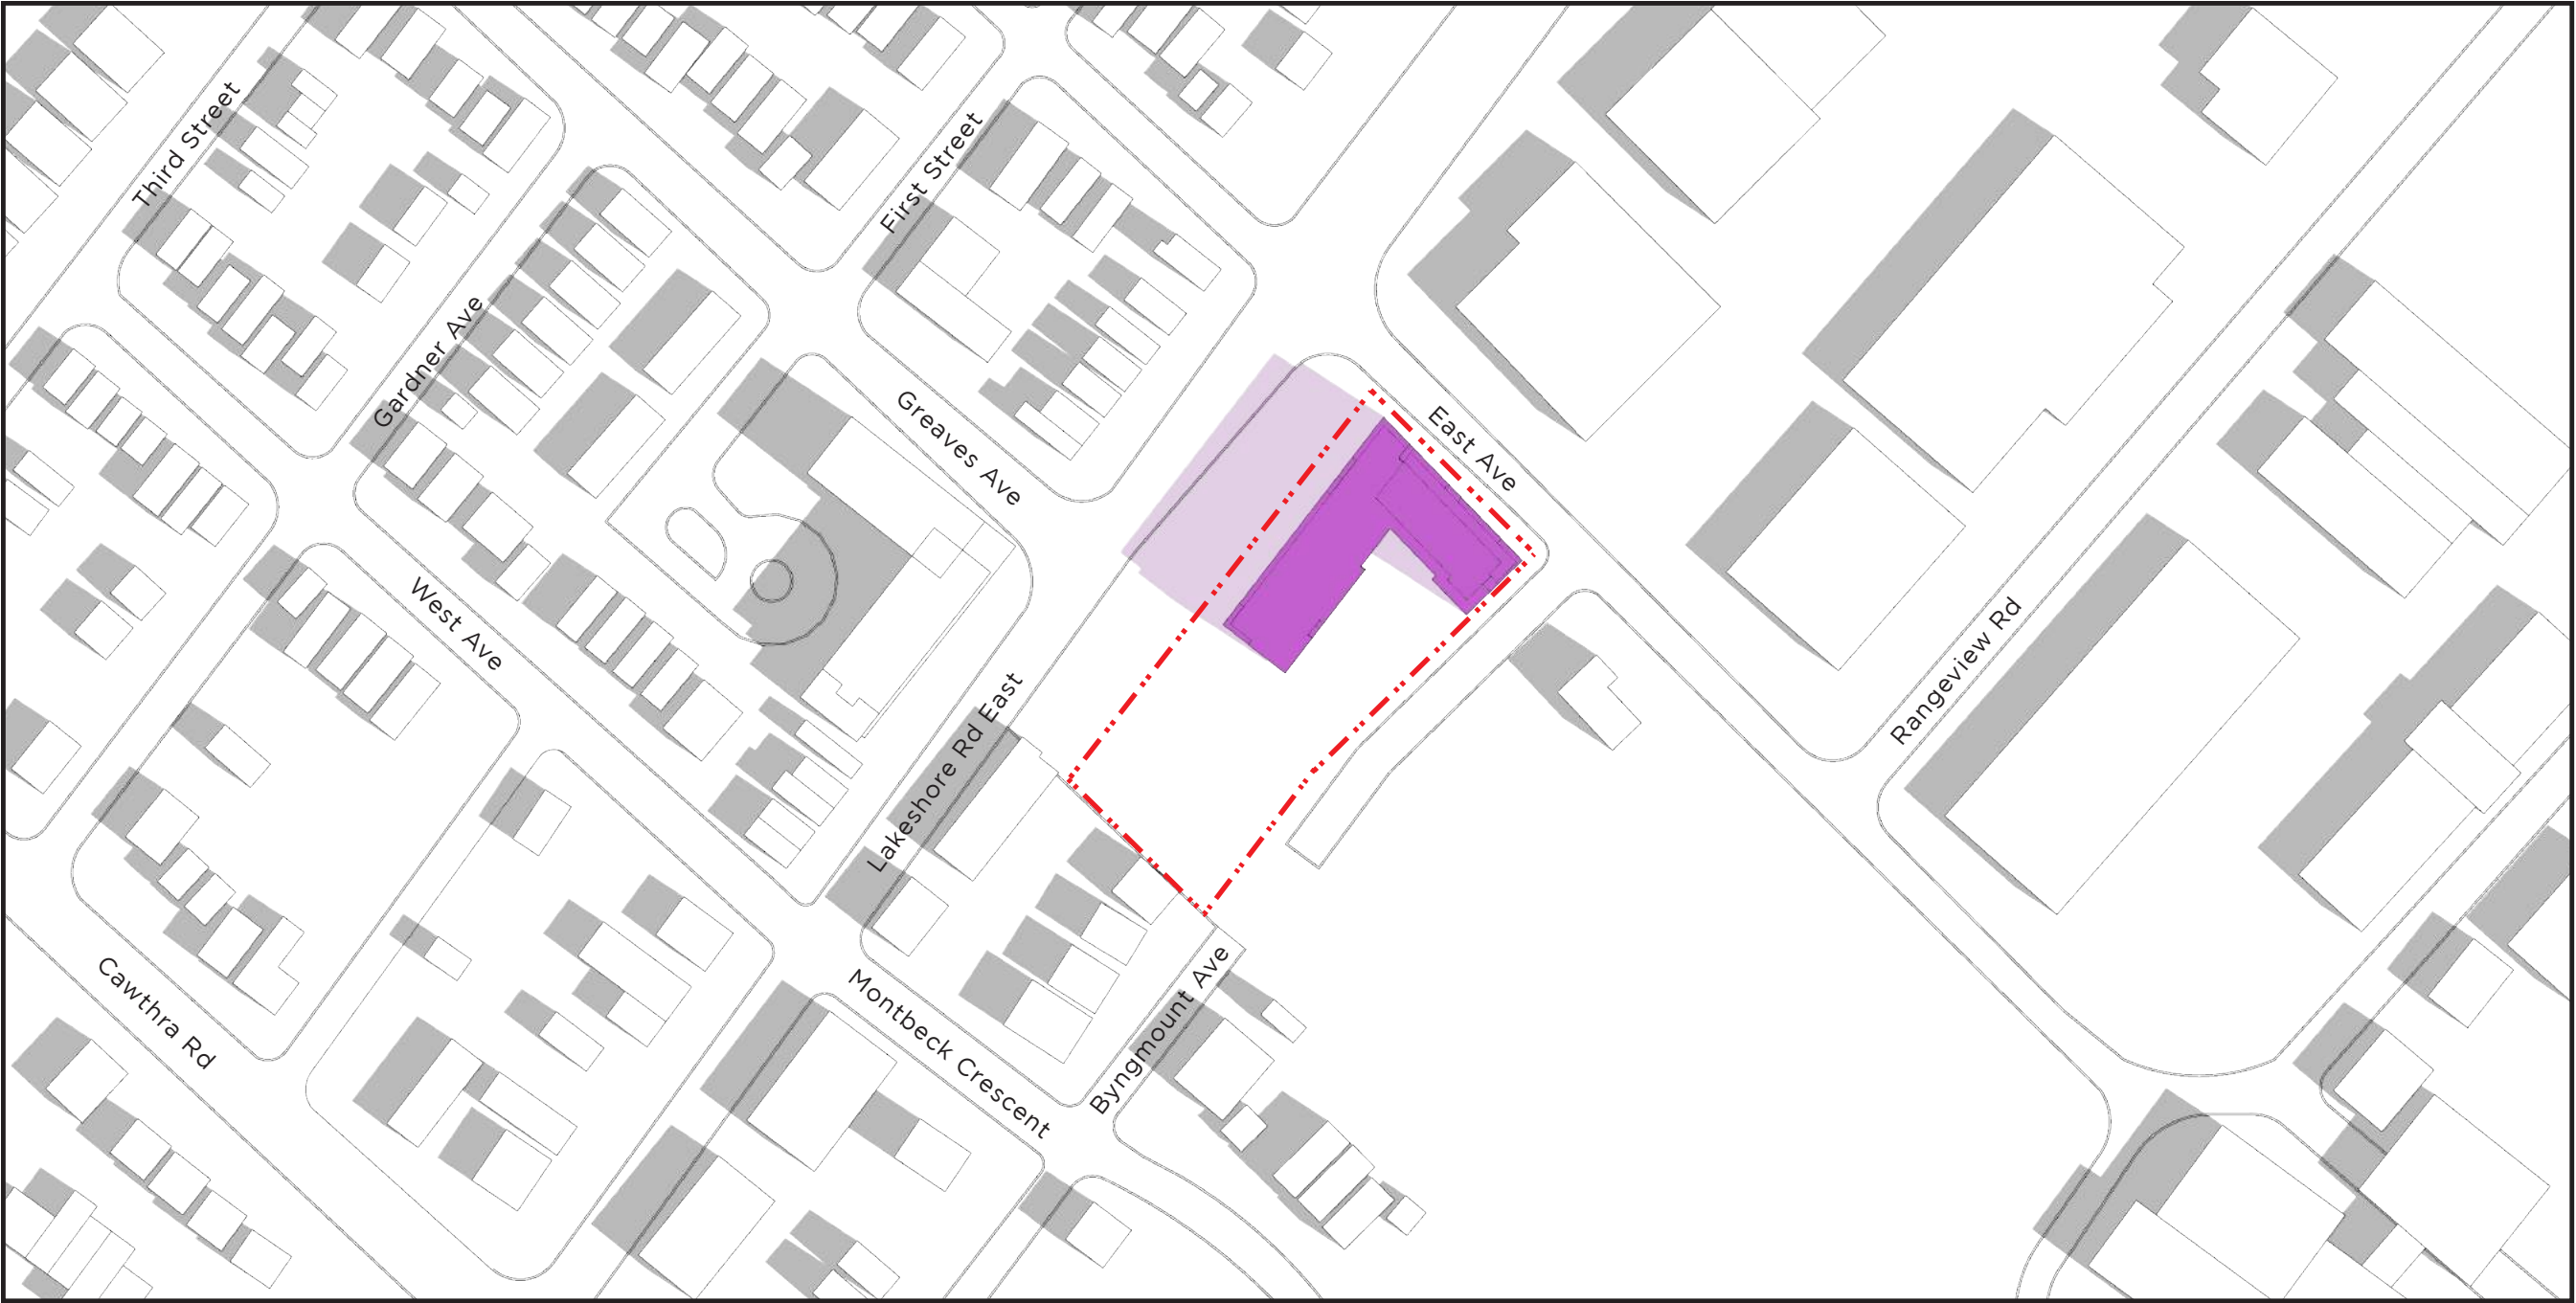 Third Street
First Street
Gardner Ave
Greaves Ave
East Ave
West Ave
Rangeview Rd
Lakeshore Rd East
Cawthra Rd
Montbeck Crescent
Byngmount Ave